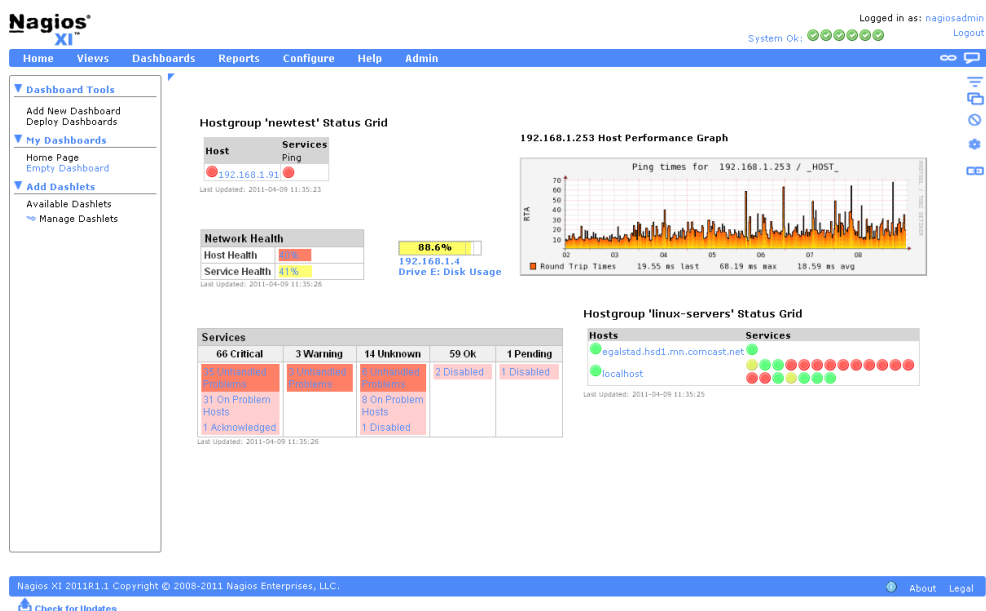 Nagios®
XI™
Logged in as: nagiosadmin
System Ok:
Logout
Home Views Dashboards Reports Configure Help Admin
Dashboard Tools
Add New Dashboard
Deploy Dashboards
My Dashboards
Home Page
Empty Dashboard
Add Dashlets
Available Dashlets
Manage Dashlets
Hostgroup 'newtest' Status Grid
Host Services
Ping
192.168.1.91
Last Updated: 2011-04-09 11:35:23
192.168.1.253 Host Performance Graph
Ping times for 192.168.1.253 / _HOST_
RTA
70
60
50
40
30
20
10
02 03 04 05 06 07 08
Round Trip Times 19.55 ms last 68.19 ms max 18.59 ms avg
Network Health
Host Health 40%
Service Health 41%
Last Updated: 2011-04-09 11:35:26
88.6%
192.168.1.4
Drive E: Disk Usage
Hostgroup 'linux-servers' Status Grid
Hosts Services
egalstad.hsd1.mn.comcast.net
localhost
Last Updated: 2011-04-09 11:35:25
Services
66 Critical 3 Warning 14 Unknown 59 Ok 1 Pending
35 Unhandled Problems 3 Unhandled Problems 6 Unhandled Problems 2 Disabled 1 Disabled
31 On Problem Hosts 8 On Problem Hosts
1 Acknowledged 1 Disabled
Last Updated: 2011-04-09 11:35:26
Nagios XI 2011R1.1 Copyright © 2008-2011 Nagios Enterprises, LLC.
About Legal
Check for Updates